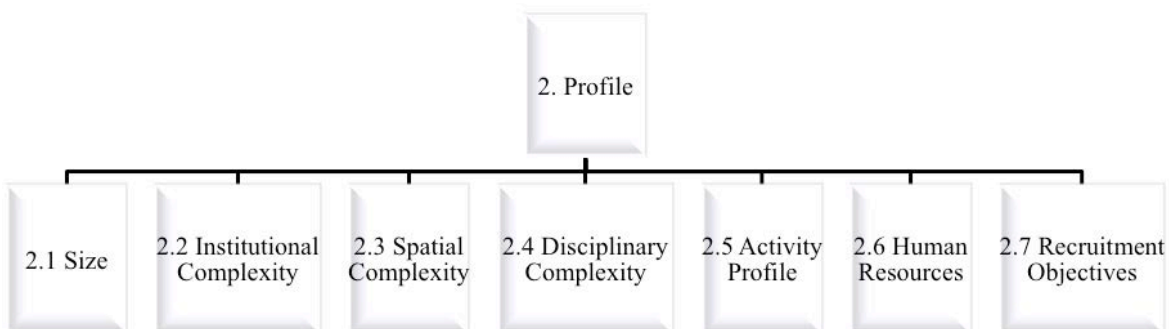 2. Profile
2.1 Size
2.2 Institutional
Complexity
2.3 Spatial
Complexity
2.4 Disciplinary
Complexity
2.5 Activity
Profile
2.6 Human
Resources
2.7 Recruitment
Objectives